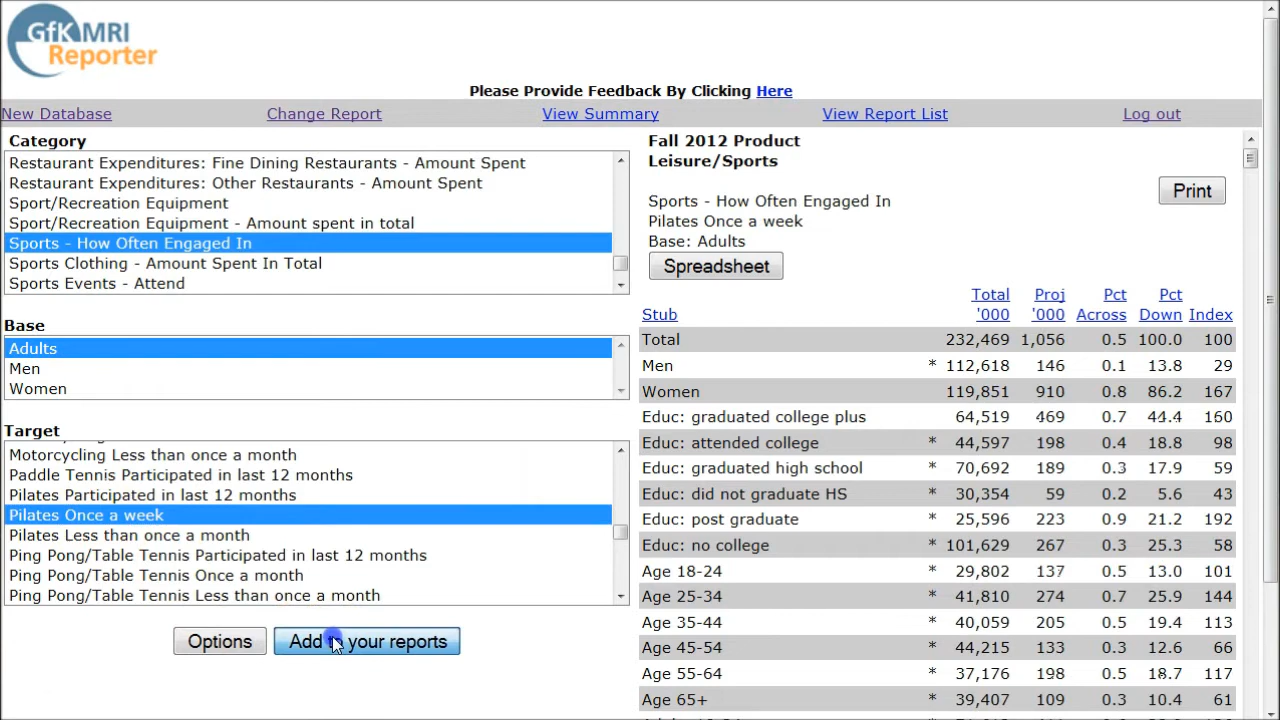 GfK MRI
Reporter
Please Provide Feedback By Clicking Here
New Database Change Report View Summary View Report List Log out
Category
Restaurant Expenditures: Fine Dining Restaurants - Amount Spent
Restaurant Expenditures: Other Restaurants - Amount Spent
Sport/Recreation Equipment
Sport/Recreation Equipment - Amount spent in total
Sports - How Often Engaged In
Sports Clothing - Amount Spent In Total
Sports Events - Attend
Base
Adults
Men
Women
Target
Motorcycling Less than once a month
Paddle Tennis Participated in last 12 months
Pilates Participated in last 12 months
Pilates Once a week
Pilates Less than once a month
Ping Pong/Table Tennis Participated in last 12 months
Ping Pong/Table Tennis Once a month
Ping Pong/Table Tennis Less than once a month
Options Add to your reports
Fall 2012 Product
Leisure/Sports
Print
Sports - How Often Engaged In
Pilates Once a week
Base: Adults
Spreadsheet
Total Proj Pct Pct
Stub '000 '000 Across Down Index
Total 232,469 1,056 0.5 100.0 100
Men * 112,618 146 0.1 13.8 29
Women 119,851 910 0.8 86.2 167
Educ: graduated college plus 64,519 469 0.7 44.4 160
Educ: attended college * 44,597 198 0.4 18.8 98
Educ: graduated high school * 70,692 189 0.3 17.9 59
Educ: did not graduate HS * 30,354 59 0.2 5.6 43
Educ: post graduate * 25,596 223 0.9 21.2 192
Educ: no college * 101,629 267 0.3 25.3 58
Age 18-24 * 29,802 137 0.5 13.0 101
Age 25-34 * 41,810 274 0.7 25.9 144
Age 35-44 * 40,059 205 0.5 19.4 113
Age 45-54 * 44,215 133 0.3 12.6 66
Age 55-64 * 37,176 198 0.5 18.7 117
Age 65+ * 39,407 109 0.3 10.4 61